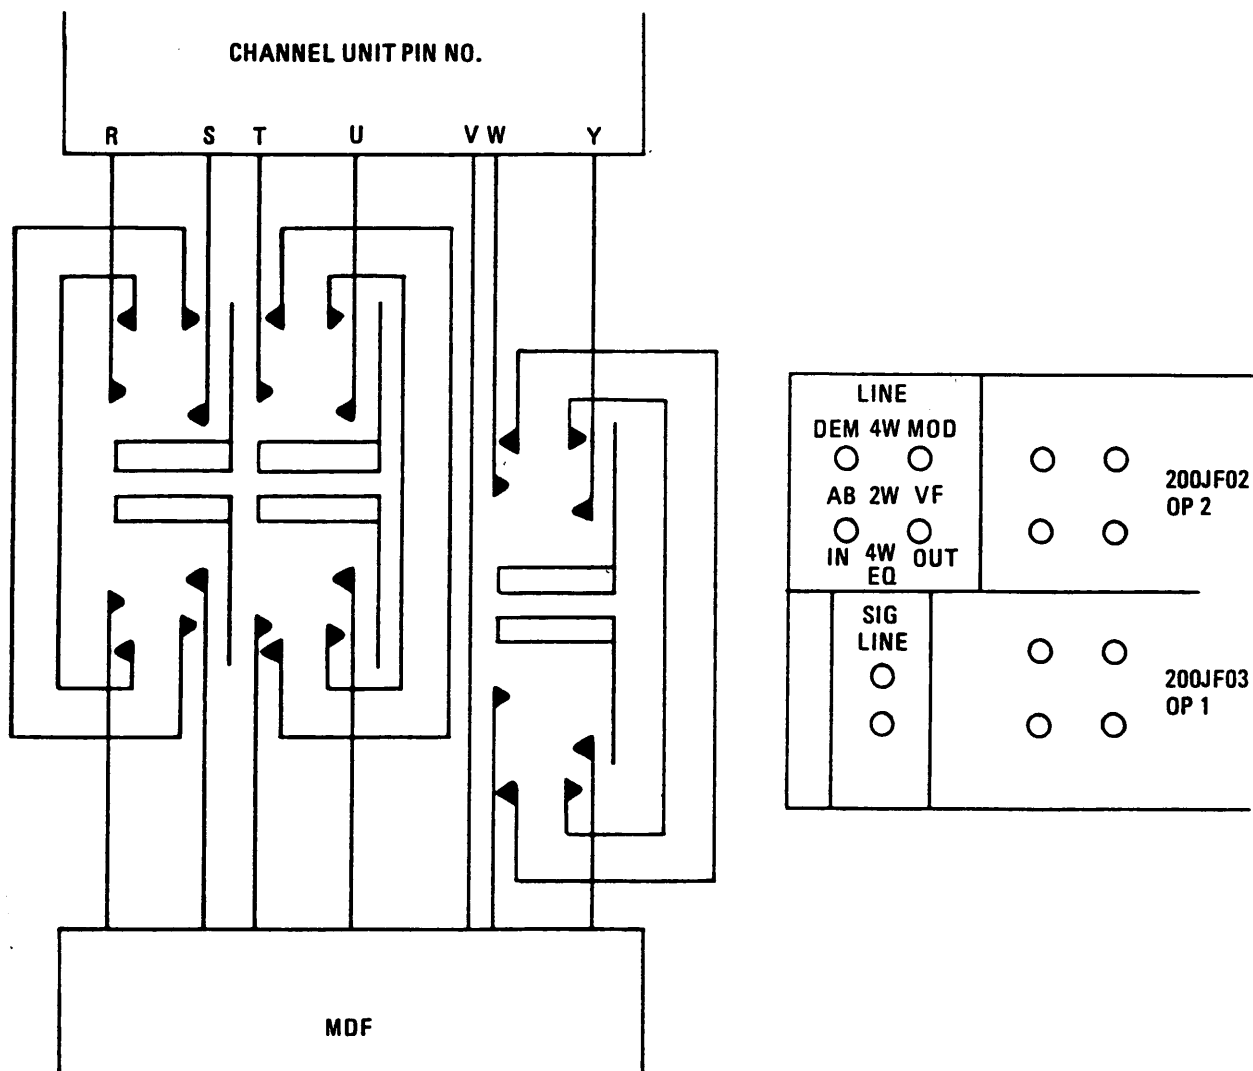 CHANNEL UNIT PIN NO.
R S T U V W Y
LINE
DEM 4W MOD
AB 2W VF
IN 4W OUT
EQ
200JF02
OP 2
SIG
LINE
200JF03
OP 1
MDF